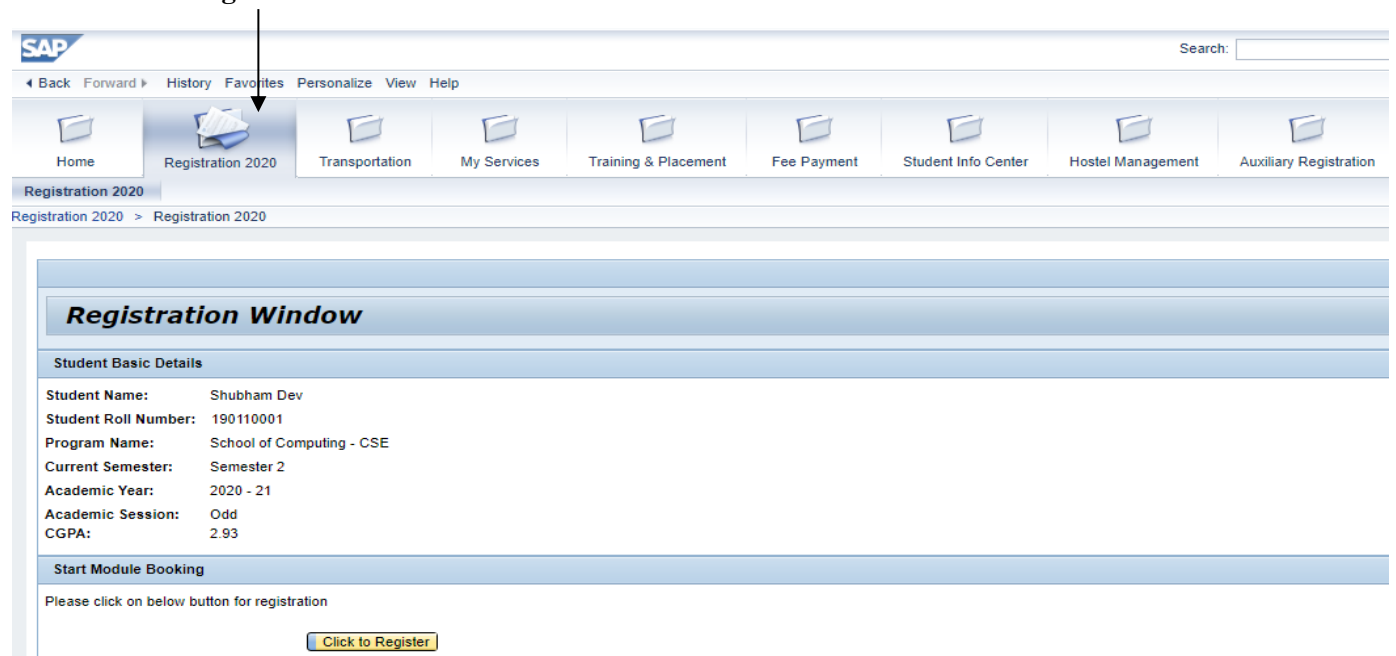 SAP Search:
Back Forward History Favorites Personalize View Help
Home Registration 2020 Transportation My Services Training & Placement Fee Payment Student Info Center Hostel Management Auxiliary Registration
Registration 2020
Registration 2020 > Registration 2020
Registration Window
Student Basic Details
Student Name: Shubham Dev
Student Roll Number: 190110001
Program Name: School of Computing - CSE
Current Semester: Semester 2
Academic Year: 2020 - 21
Academic Session: Odd
CGPA: 2.93
Start Module Booking
Please click on below button for registration
Click to Register